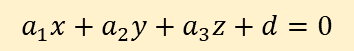 a₁x + a₂y + a₃z + d = 0